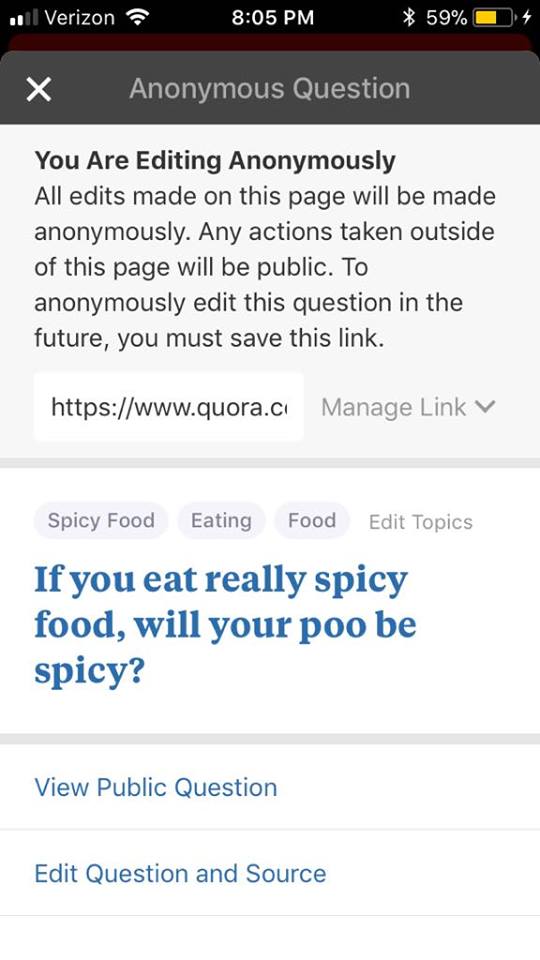 Verizon 8:05 PM 59%
Anonymous Question
You Are Editing Anonymously
All edits made on this page will be made
anonymously. Any actions taken outside
of this page will be public. To
anonymously edit this question in the
future, you must save this link.
https://www.quora.c Manage Link
Spicy Food Eating Food Edit Topics
If you eat really spicy
food, will your poo be
spicy?
View Public Question
Edit Question and Source